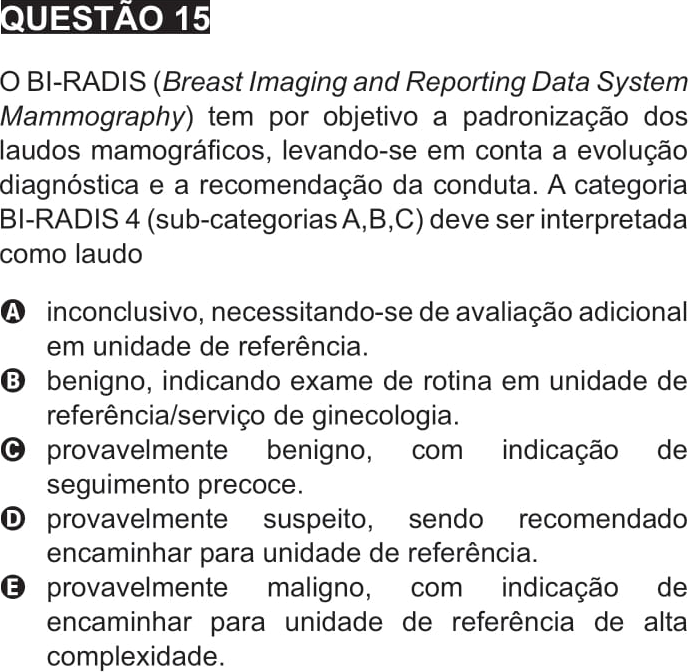 QUESTÃO 15
O BI-RADIS (Breast Imaging and Reporting Data System
Mammography) tem por objetivo a padronização dos
laudos mamográficos, levando-se em conta a evolução
diagnóstica e a recomendação da conduta. A categoria
BI-RADIS 4 (sub-categorias A,B,C) deve ser interpretada
como laudo
A inconclusivo, necessitando-se de avaliação adicional
em unidade de referência.
B benigno, indicando exame de rotina em unidade de
referência/serviço de ginecologia.
C provavelmente benigno, com indicação de
seguimento precoce.
D provavelmente suspeito, sendo recomendado
encaminhar para unidade de referência.
E provavelmente maligno, com indicação de
encaminhar para unidade de referência de alta
complexidade.